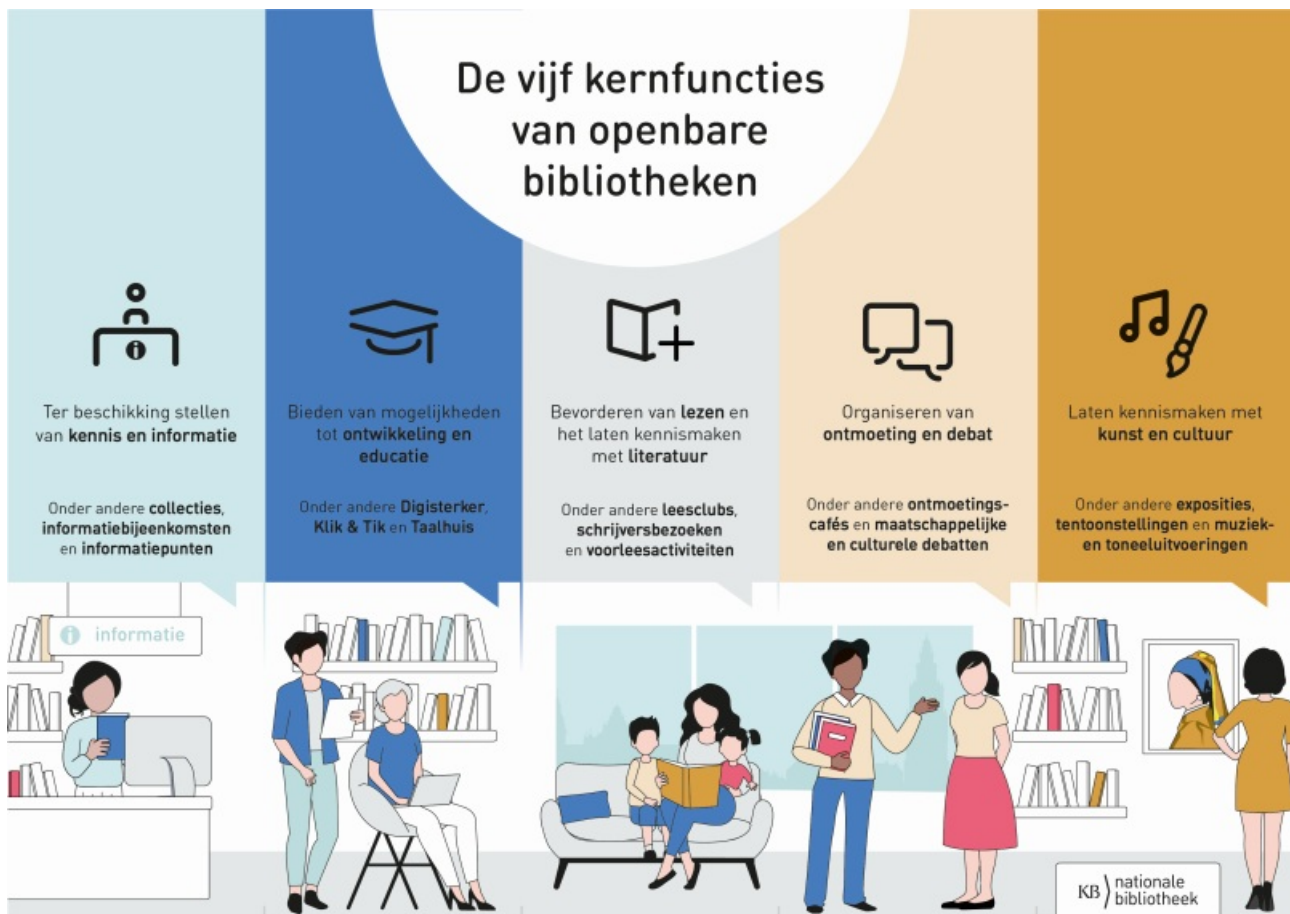 De vijf kernfuncties
van openbare
bibliotheken
Ter beschikking stellen
van kennis en informatie
Onder andere collecties,
informatiebijeenkomsten
en informatiepunten
Bieden van mogelijkheden
tot ontwikkeling en
educatie
Onder andere Digisterker,
Klik & Tik en Taalhuis
Bevorderen van lezen en
het laten kennismaken
met literatuur
Onder andere leesclubs,
schrijversbezoeken
en voorleesactiviteiten
Organiseren van
ontmoeting en debat
Onder andere ontmoetings-
cafés en maatschappelijke
en culturele debatten
Laten kennismaken met
kunst en cultuur
Onder andere exposities,
tentoonstellingen en muziek-
en toneeluitvoeringen
i informatie
KB nationale
bibliotheek